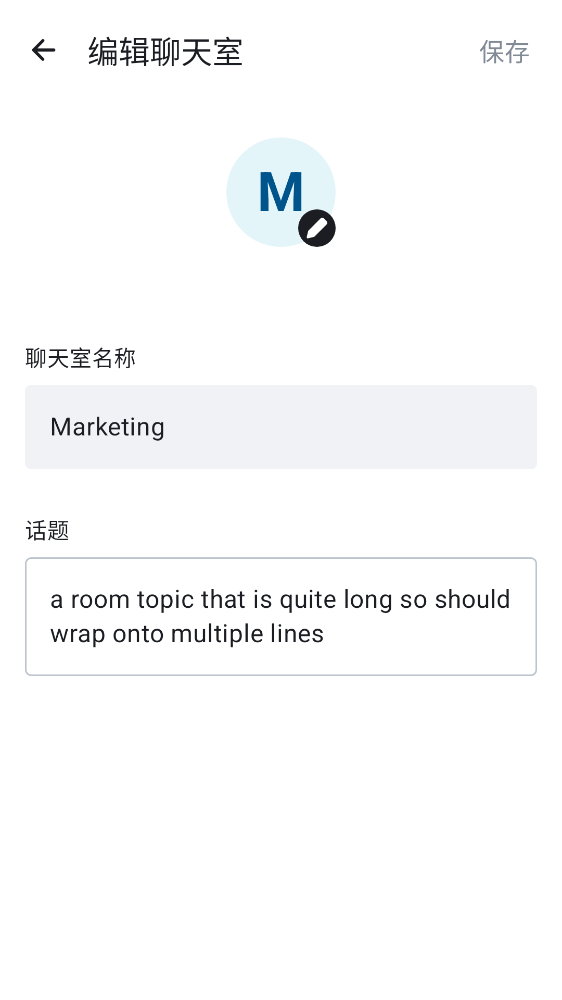 编辑聊天室
保存
M
聊天室名称
Marketing
话题
a room topic that is quite long so should
wrap onto multiple lines